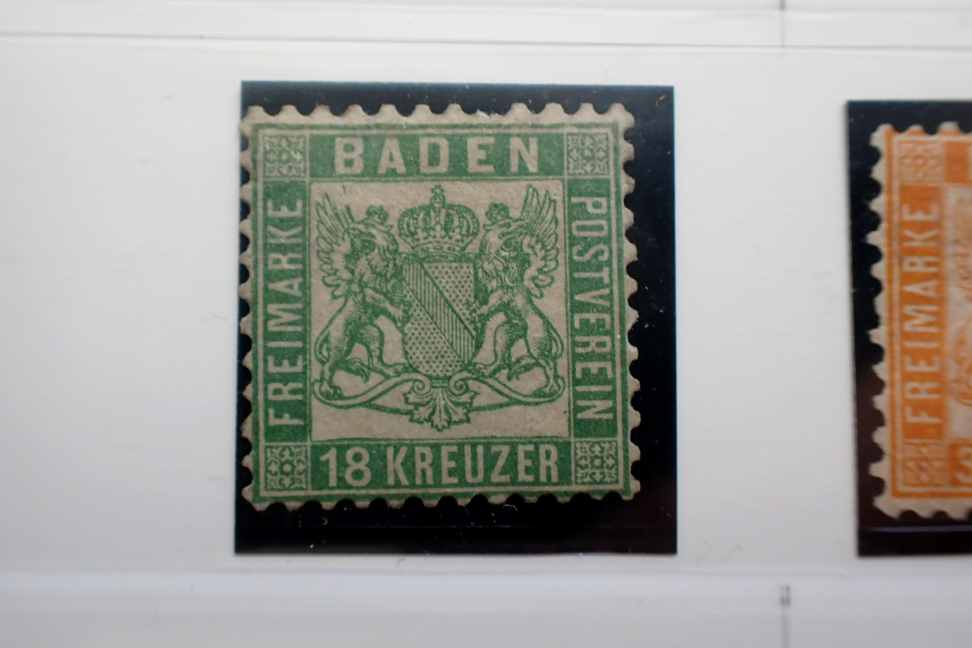 BADEN
FREIMARKE
POSTVEREIN
18 KREUZER
FREIMARKE